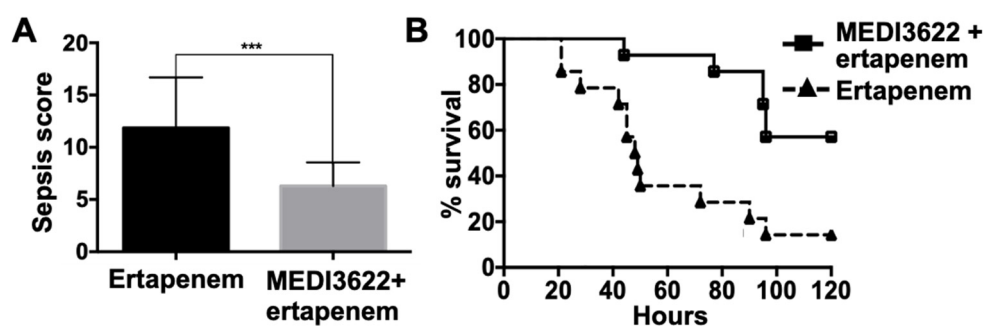 A
Sepsis score
20
15
10
5
0
***
Ertapenem
MEDI3622+
ertapenem
B
% survival
100
80
60
40
20
0
0 20 40 60 80 100 120
Hours
MEDI3622 +
ertapenem
Ertapenem